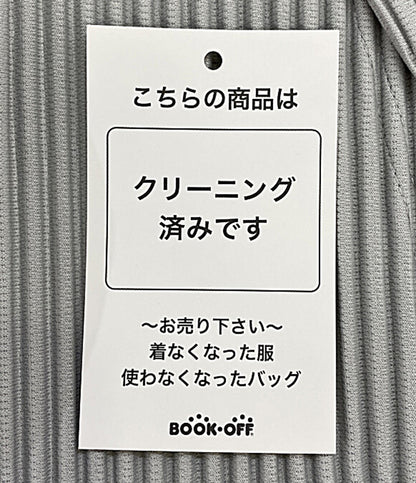 こちらの商品は
クリーニング
済みです
～お売り下さい～
着なくなった服
使わなくなったバッグ
BOOK・OFF